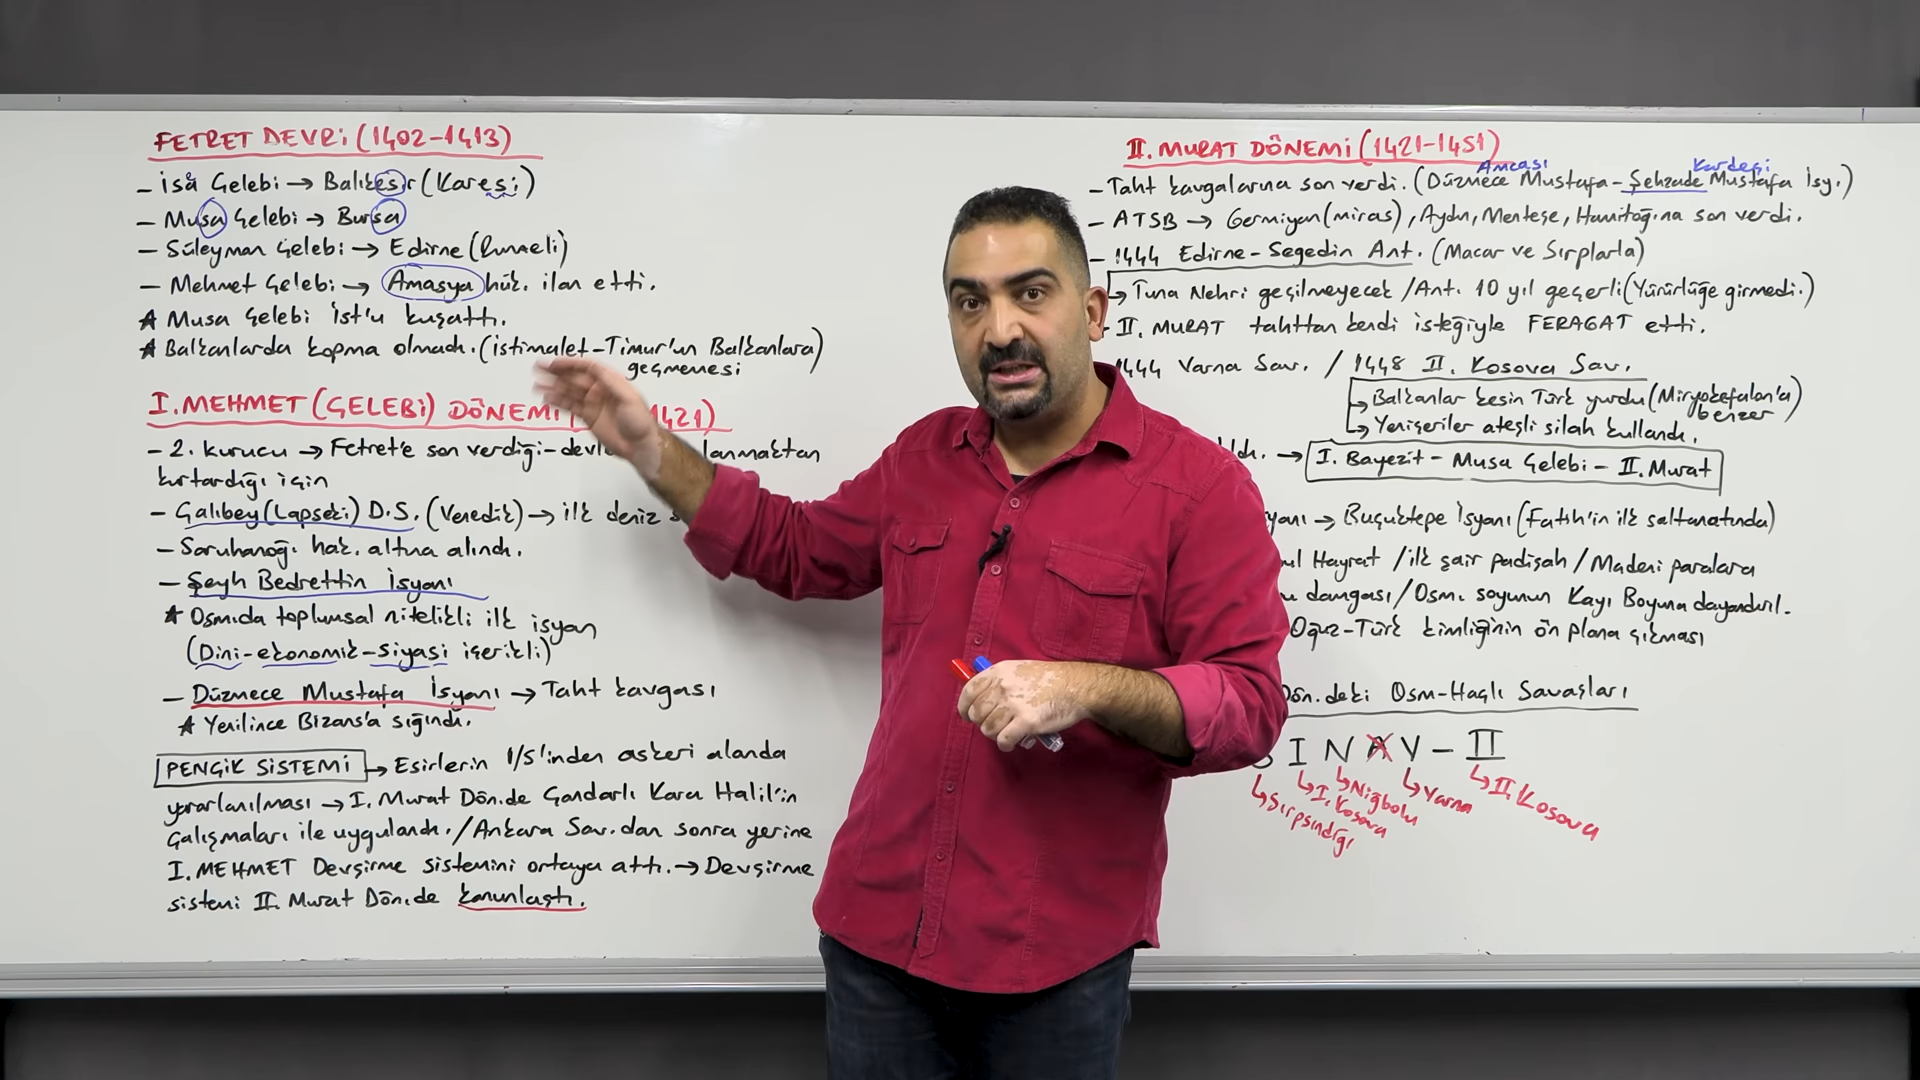 FETRET DEVRİ (1402-1413)
- İsâ Çelebi → Balıkesir (Karesi)
- Musa Çelebi → Bursa
- Süleyman Çelebi → Edirne (Rumeli)
- Mehmet Çelebi → Amasya hük. ilan etti.
★ Musa Çelebi İst'u kuşattı.
★ Balkanlarda kopma olmadı. (istimalet-Timur'un Balkanlara geçmemesi)
I. MEHMET (ÇELEBİ) DÖNEMİ 1421)
- 2. kurucu → Fetret'e son verdiği-devle lanmaktan
kurtardığı için
- Çalıbey (Lapseki) D.S. (Venedik) → ilk deniz s
- Saruhanoğ. hak. altına alındı.
- Şeyh Bedrettin İsyanı
★ Osm.da toplumsal nitelikli ilk isyan
(Dini-ekonomik-siyasi içerikli)
- Düzmece Mustafa İsyanı → Taht kavgası
★ Yenilince Bizans'a sığındı.
PENÇİK SİSTEMİ → Esirlerin 1/5'inden askeri alanda
yararlanılması → I. Murat Dön.de Çandarlı Kara Halil'in
çalışmaları ile uygulandı. / Ankara Sav.dan sonra yerine
I. MEHMET Devşirme sistemini ortaya attı. → Devşirme
sistemi II. Murat Dön.de kanunlaştı.
II. MURAT DÖNEMİ (1421-1451)
Amcası Kardeşi
- Taht kavgalarına son verdi. (Düzmece Mustafa - Şehzade Mustafa İsy.)
- ATSB → Germiyan (miras), Aydın, Menteşe, Hamitoğ.na son verdi.
- 1444 Edirne-Segedin Ant. (Macar ve Sırplarla)
→ Tuna Nehri geçilmeyecek / Ant. 10 yıl geçerli (Yürürlüğe girmedi.)
- II. MURAT tahttan kendi isteğiyle FERAGAT etti.
1444 Varna Sav. / 1448 II. Kosova Sav.
→ Balkanlar kesin Türk yurdu (Miryokefalon'a benzer)
→ Yeniçeriler ateşli silah kullandı.
ldı. → I. Bayezit - Musa Çelebi - II. Murat
yanı → Buçuktepe İsyanı (Fatih'in ilk saltanatında)
ul Hayrat / ilk şair padişah / Madeni paralara
damgası / Osm. soyunun Kayı Boyuna dayandırıl.
Oğuz-Türk kimliğinin ön plana çıkması
Dön.deki Osm-Haçlı Savaşları
S I N A V - II
→ Sırpsındığı
→ I. Kosova
→ Niğbolu
→ Varna
→ II. Kosova